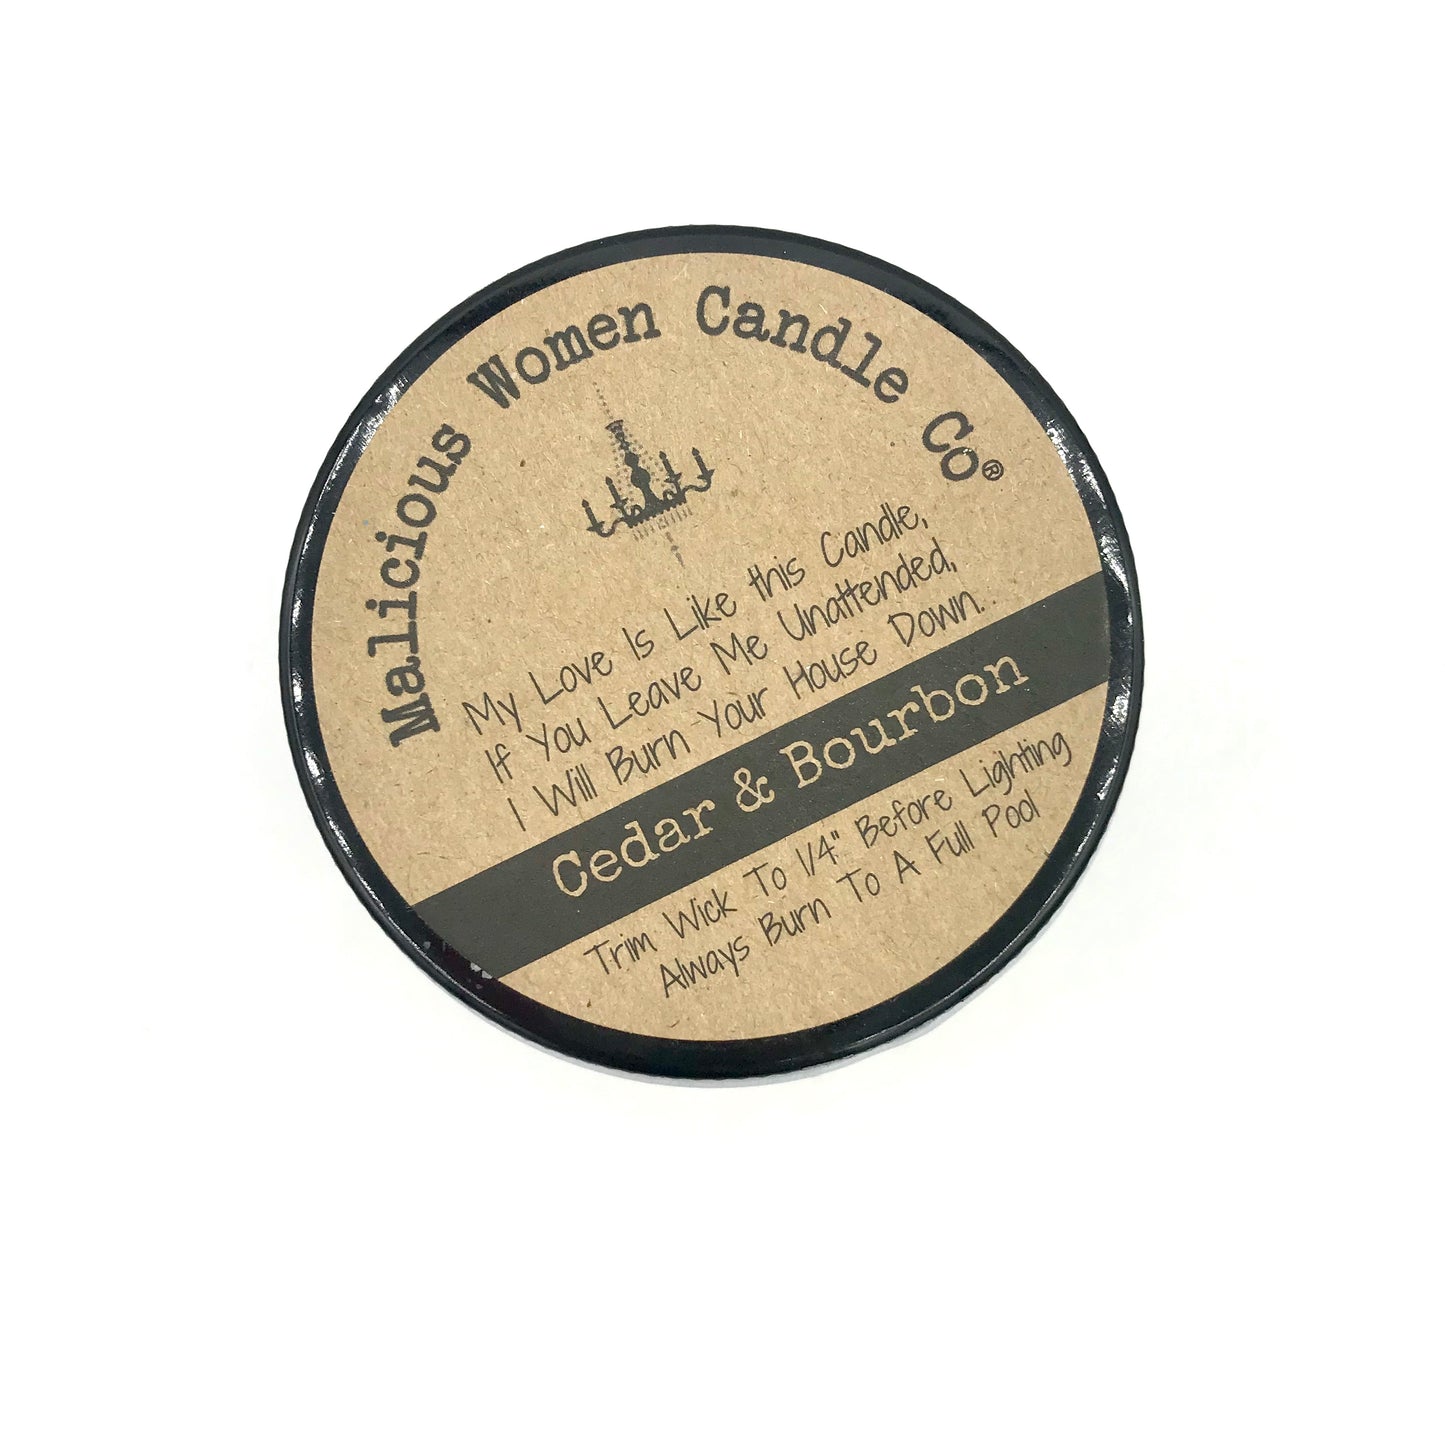 Malicious Women Candle Co®
My Love Is Like this Candle,
If You Leave Me Unattended,
I Will Burn Your House Down..
Cedar & Bourbon
Trim Wick To 1/4" Before Lighting
Always Burn To A Full Pool